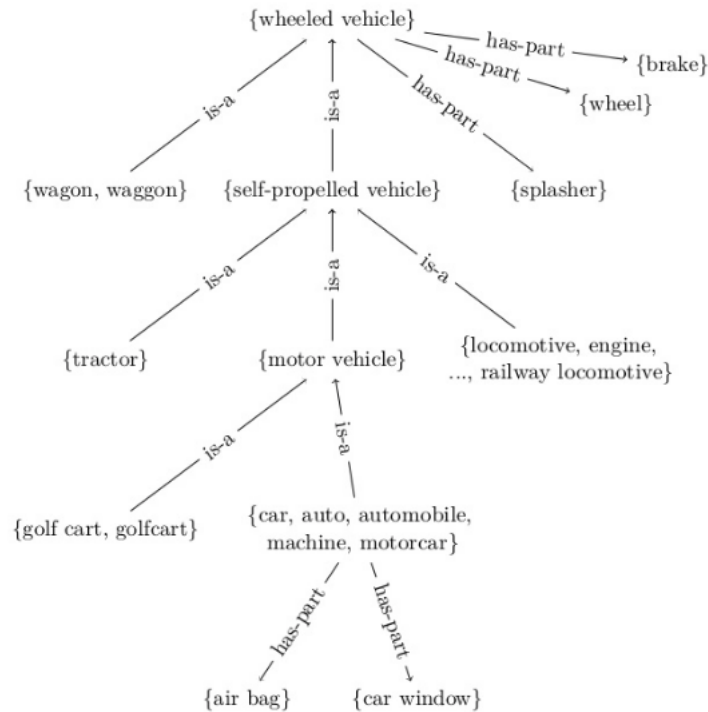 {wheeled vehicle}
has-part
{brake}
has-part
{wheel}
is-a
is-a
has-part
{wagon, waggon}
{self-propelled vehicle}
{splasher}
is-a
is-a
is-a
{tractor}
{motor vehicle}
{locomotive, engine,
..., railway locomotive}
is-a
is-a
{golf cart, golfcart}
{car, auto, automobile,
machine, motorcar}
has-part
has-part
{air bag}
{car window}